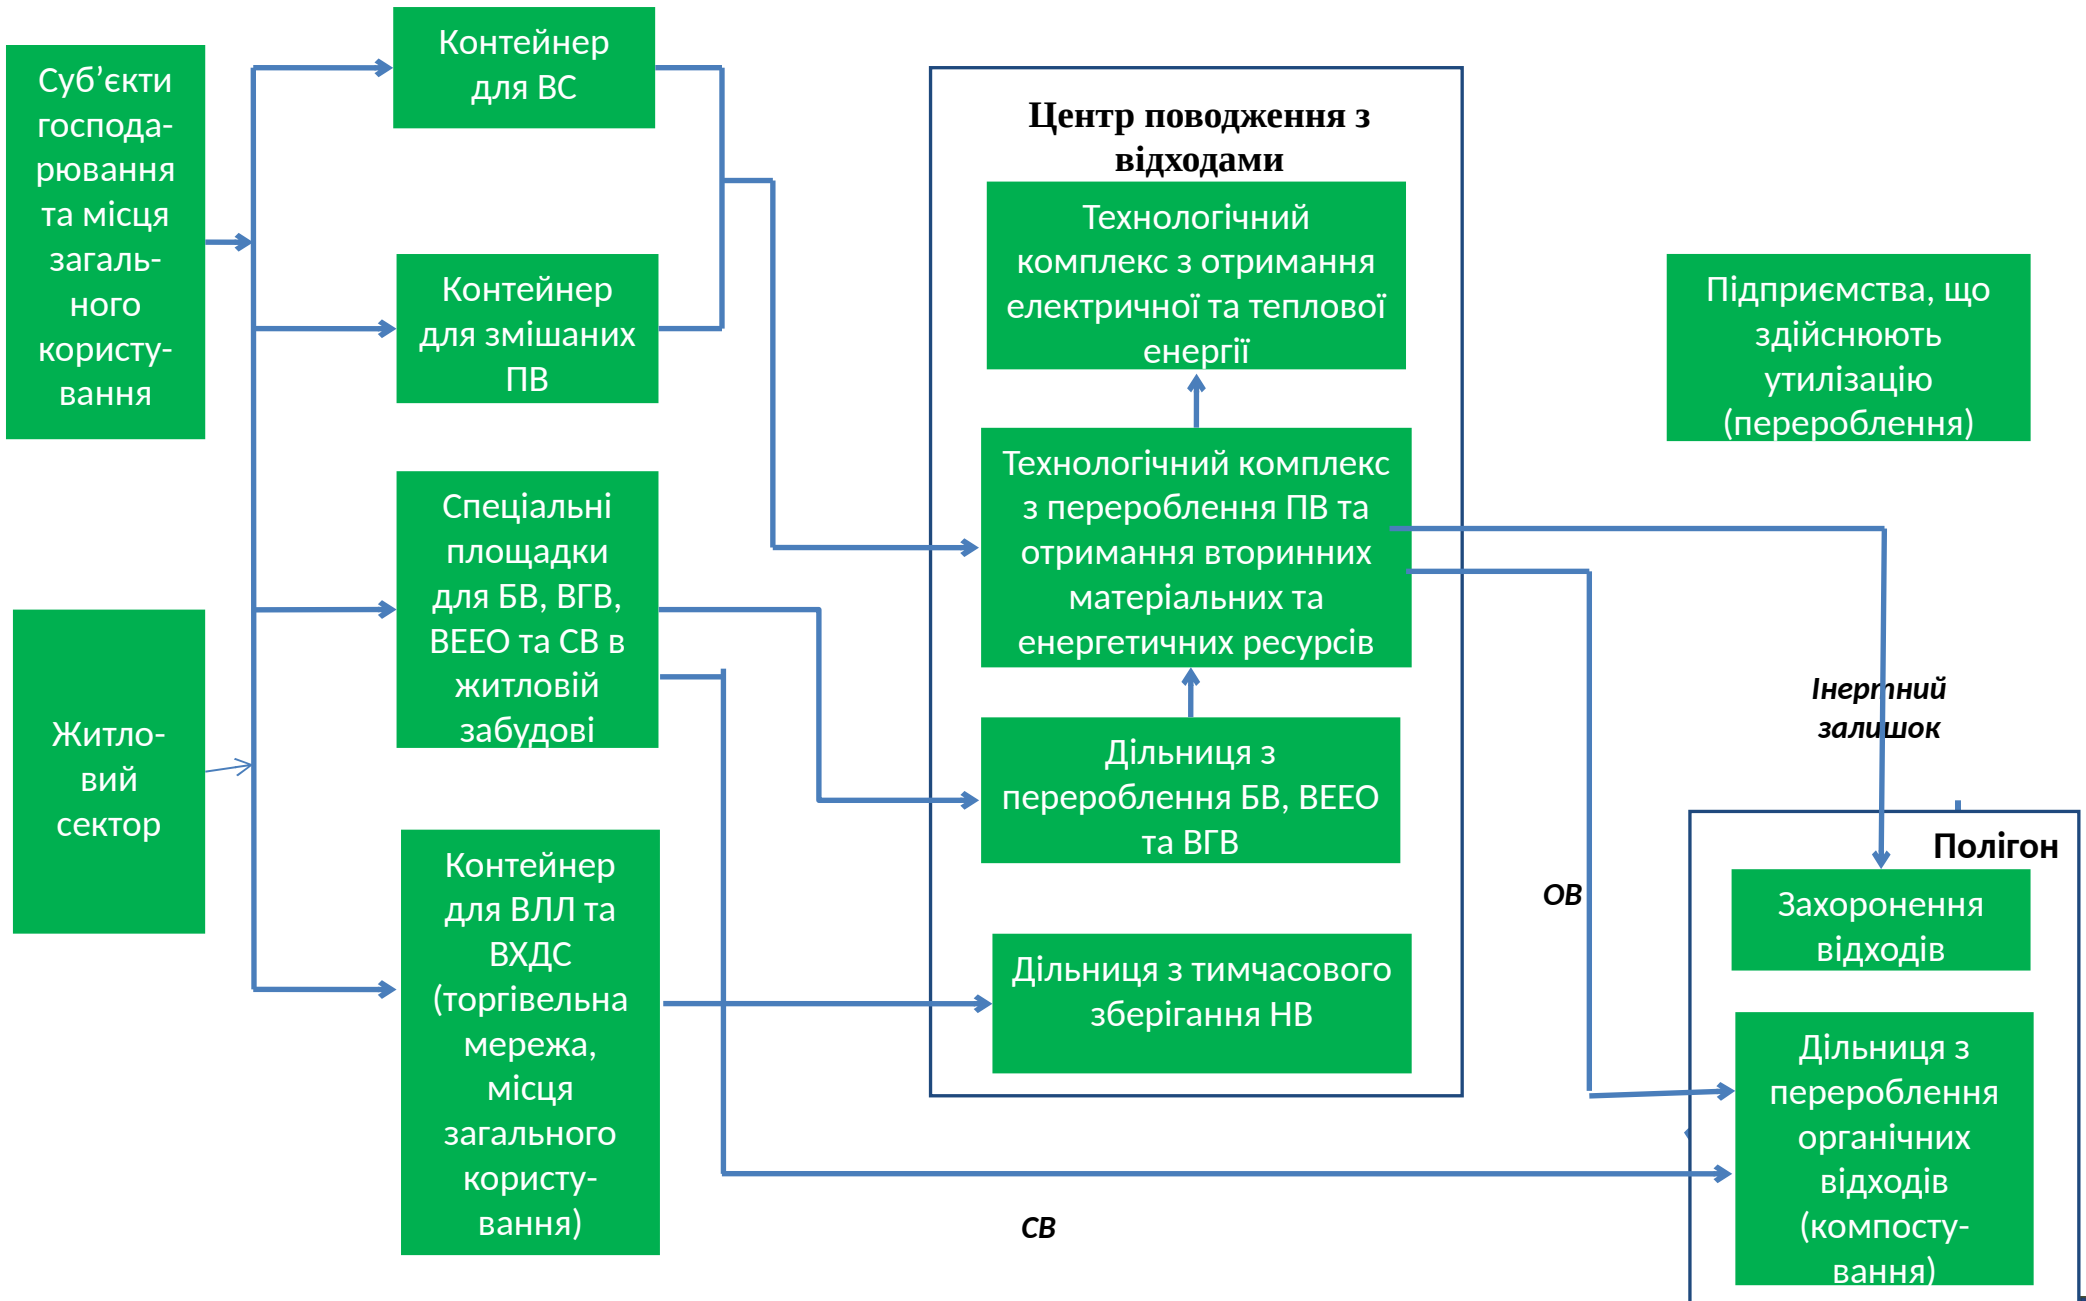 Суб’єкти
господа-
рювання
та місця
загаль-
ного
користу-
вання
Житло-
вий
сектор
Контейнер
для ВС
Контейнер
для змішаних
ПВ
Спеціальні
площадки
для БВ, ВГВ,
ВЕЕО та СВ в
житловій
забудові
Контейнер
для ВЛЛ та
ВХДС
(торгівельна
мережа,
місця
загального
користу-
вання)
Центр поводження з
відходами
Технологічний
комплекс з отримання
електричної та теплової
енергії
Технологічний комплекс
з перероблення ПВ та
отримання вторинних
матеріальних та
енергетичних ресурсів
Дільниця з
перероблення БВ, ВЕЕО
та ВГВ
Дільниця з тимчасового
зберігання НВ
СВ
ОВ
Підприємства, що
здійснюють
утилізацію
(перероблення)
Інертний
залишок
Полігон
Захоронення
відходів
Дільниця з
перероблення
органічних
відходів
(компосту-
вання)